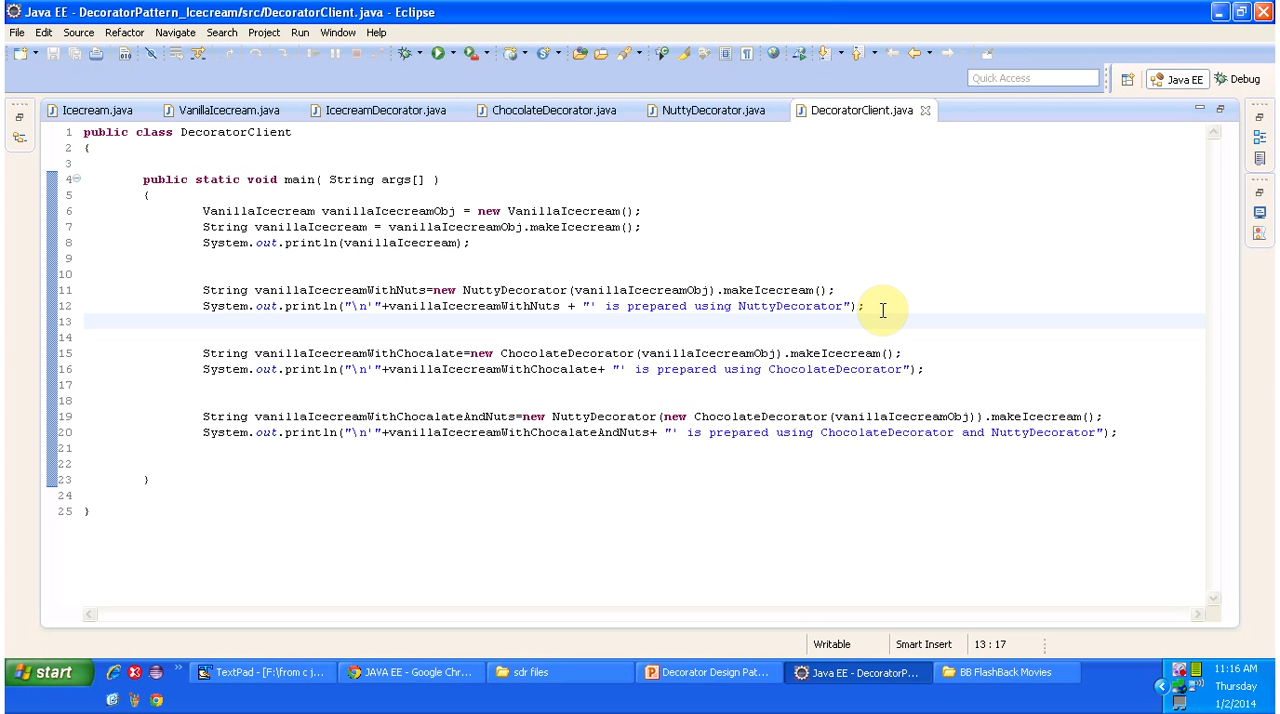 Java EE - DecoratorPattern_Icecream/src/DecoratorClient.java - Eclipse
File Edit Source Refactor Navigate Search Project Run Window Help
Quick Access Java EE Debug
Icecream.java VanillaIcecream.java IcecreamDecorator.java ChocolateDecorator.java NuttyDecorator.java DecoratorClient.java
1 public class DecoratorClient
2 {
3
4 public static void main( String args[] )
5 {
6 VanillaIcecream vanillaIcecreamObj = new VanillaIcecream();
7 String vanillaIcecream = vanillaIcecreamObj.makeIcecream();
8 System.out.println(vanillaIcecream);
9
10
11 String vanillaIcecreamWithNuts=new NuttyDecorator(vanillaIcecreamObj).makeIcecream();
12 System.out.println("\n'"+vanillaIcecreamWithNuts + "' is prepared using NuttyDecorator");
13
14
15 String vanillaIcecreamWithChocalate=new ChocolateDecorator(vanillaIcecreamObj).makeIcecream();
16 System.out.println("\n'"+vanillaIcecreamWithChocalate+ "' is prepared using ChocolateDecorator");
17
18
19 String vanillaIcecreamWithChocalateAndNuts=new NuttyDecorator(new ChocolateDecorator(vanillaIcecreamObj)).makeIcecream();
20 System.out.println("\n'"+vanillaIcecreamWithChocalateAndNuts+ "' is prepared using ChocolateDecorator and NuttyDecorator");
21
22
23 }
24
25 }
Writable Smart Insert 13 : 17
start TextPad - [F:\from c j... JAVA EE - Google Chr... sdr files Decorator Design Pat... Java EE - DecoratorP... BB FlashBack Movies 11:16 AM
Thursday
1/2/2014